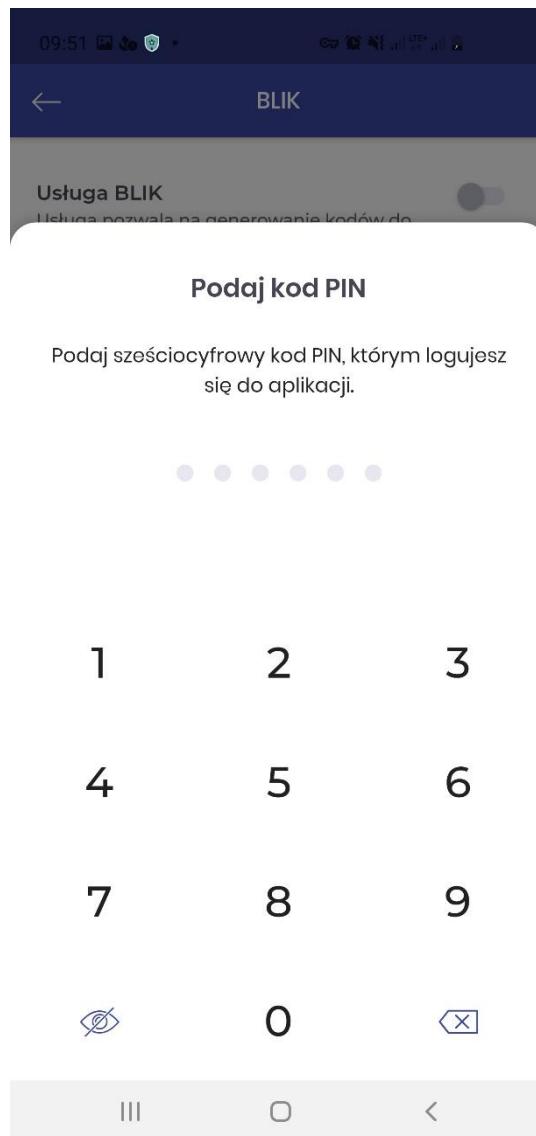 09:51
LTE+
BLIK
Usługa BLIK
Usługa pozwala na generowanie kodów do
Podaj kod PIN
Podaj sześciocyfrowy kod PIN, którym logujesz
się do aplikacji.
1 2 3
4 5 6
7 8 9
0